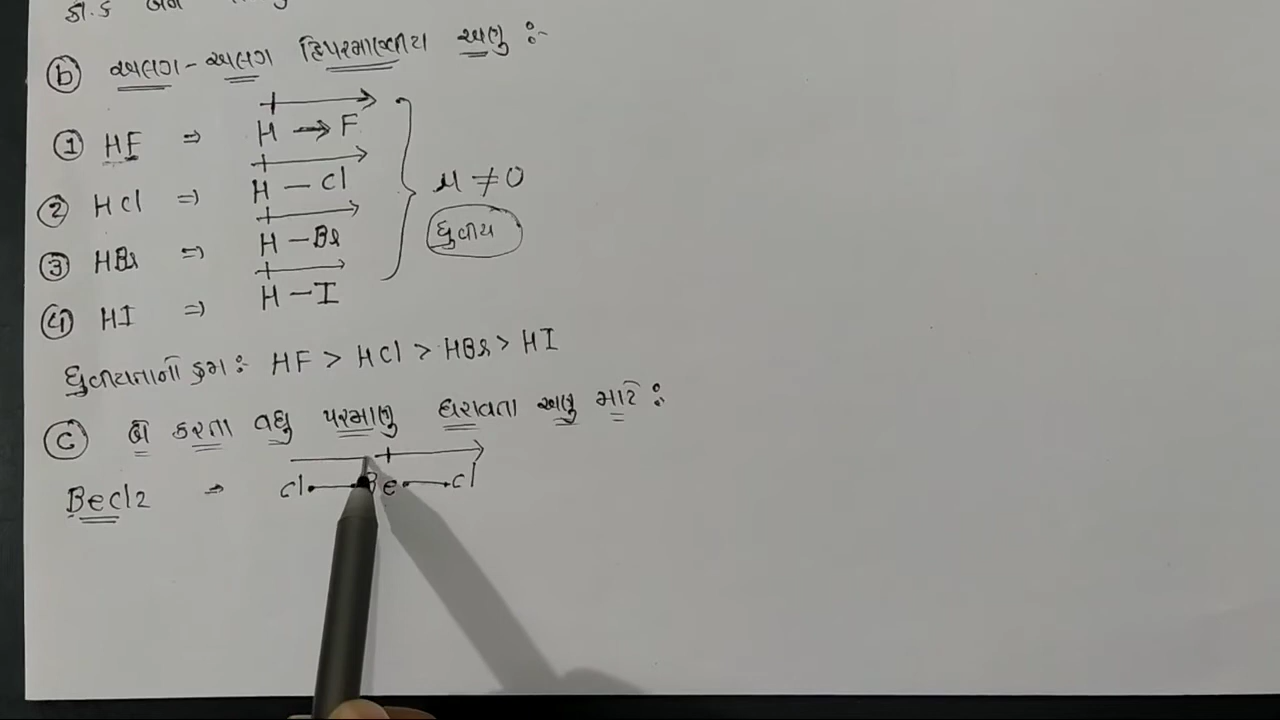 (b) અલગ-અલગ દ્વિપરમાણ્વીય અણુ :-
① HF ⇒ H → F
② HCl ⇒ H – Cl
μ ≠ 0
ધ્રુવીય
③ HBr ⇒ H – Br
④ HI ⇒ H – I
ધ્રુવીયતાનો ક્રમ : HF > HCl > HBr > HI
(C) બે કરતા વધુ પરમાણુ ધરાવતા અણુ માટે :
BeCl2 → Cl – Be – Cl